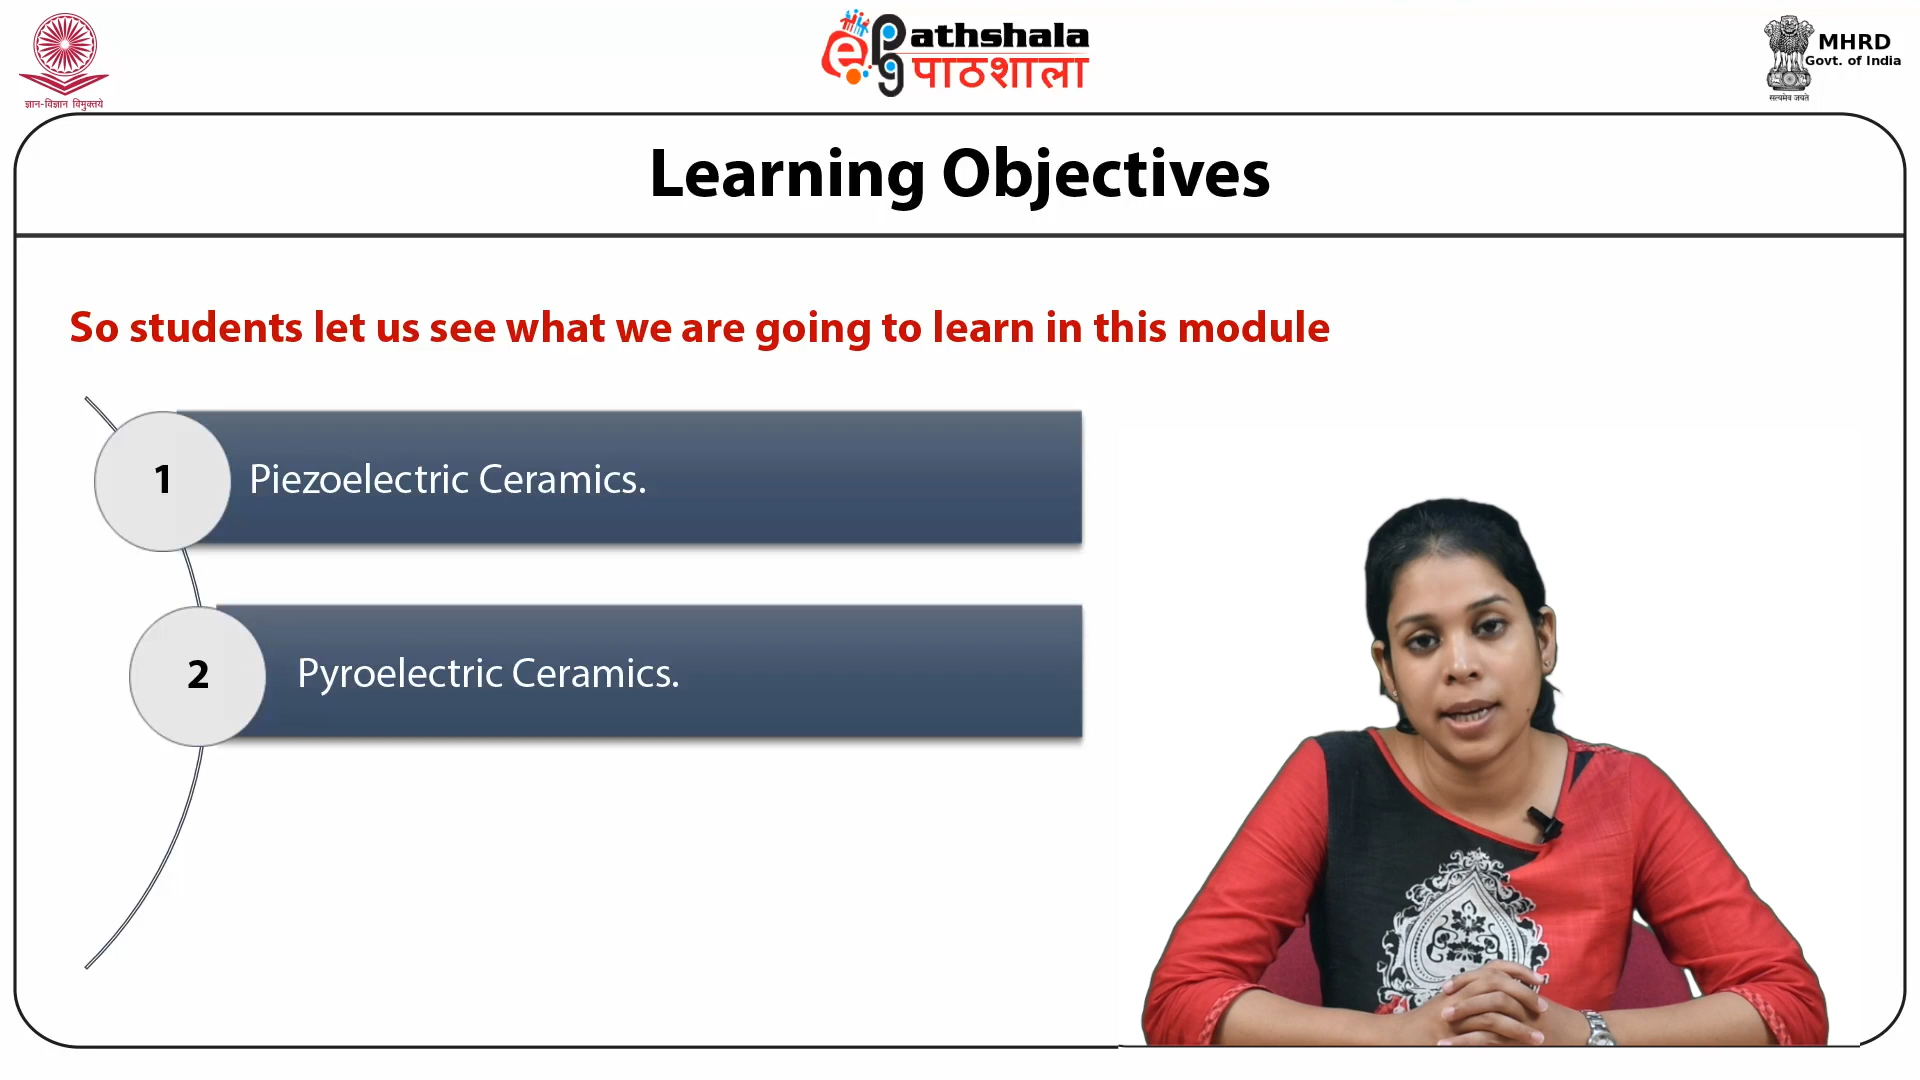 ज्ञान-विज्ञान विमुक्तये
ePathshala
पाठशाला
MHRD
Govt. of India
सत्यमेव जयते
Learning Objectives
So students let us see what we are going to learn in this module
1 Piezoelectric Ceramics.
2 Pyroelectric Ceramics.